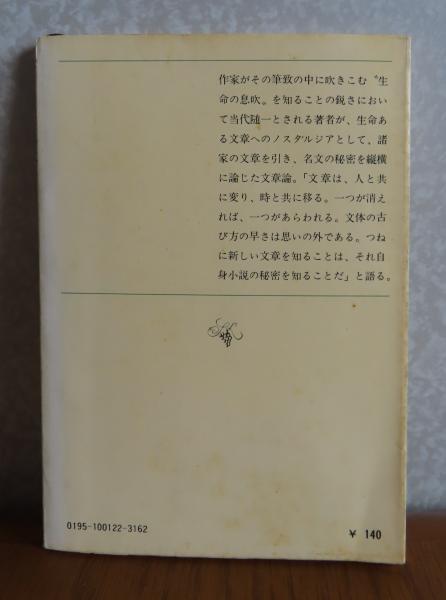 作家がその筆致の中に吹きこむ〝生
命の息吹〟を知ることの鋭さにおい
て当代随一とされる著者が、生命あ
る文章へのノスタルジアとして、諸
家の文章を引き、名文の秘密を縦横
に論じた文章論。「文章は、人と共
に変り、時と共に移る。一つが消え
れば、一つがあらわれる。文体の古
び方の早さは思いの外である。つね
に新しい文章を知ることは、それ自
身小説の秘密を知ることだ」と語る。
0195-100122-3162
¥ 140